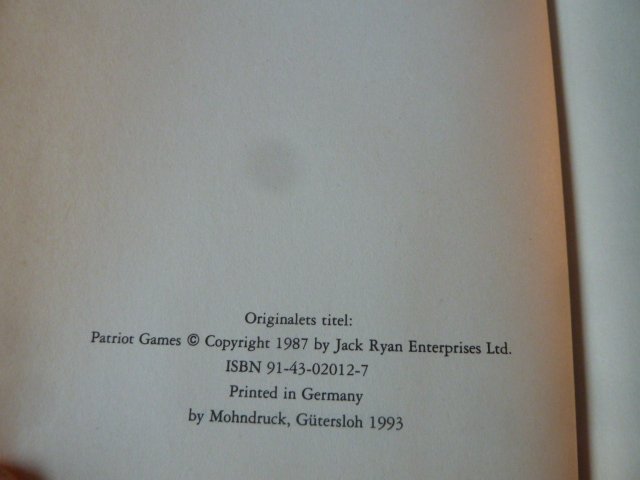 Originalets titel:
Patriot Games © Copyright 1987 by Jack Ryan Enterprises Ltd.
ISBN 91-43-02012-7
Printed in Germany
by Mohndruck, Gütersloh 1993